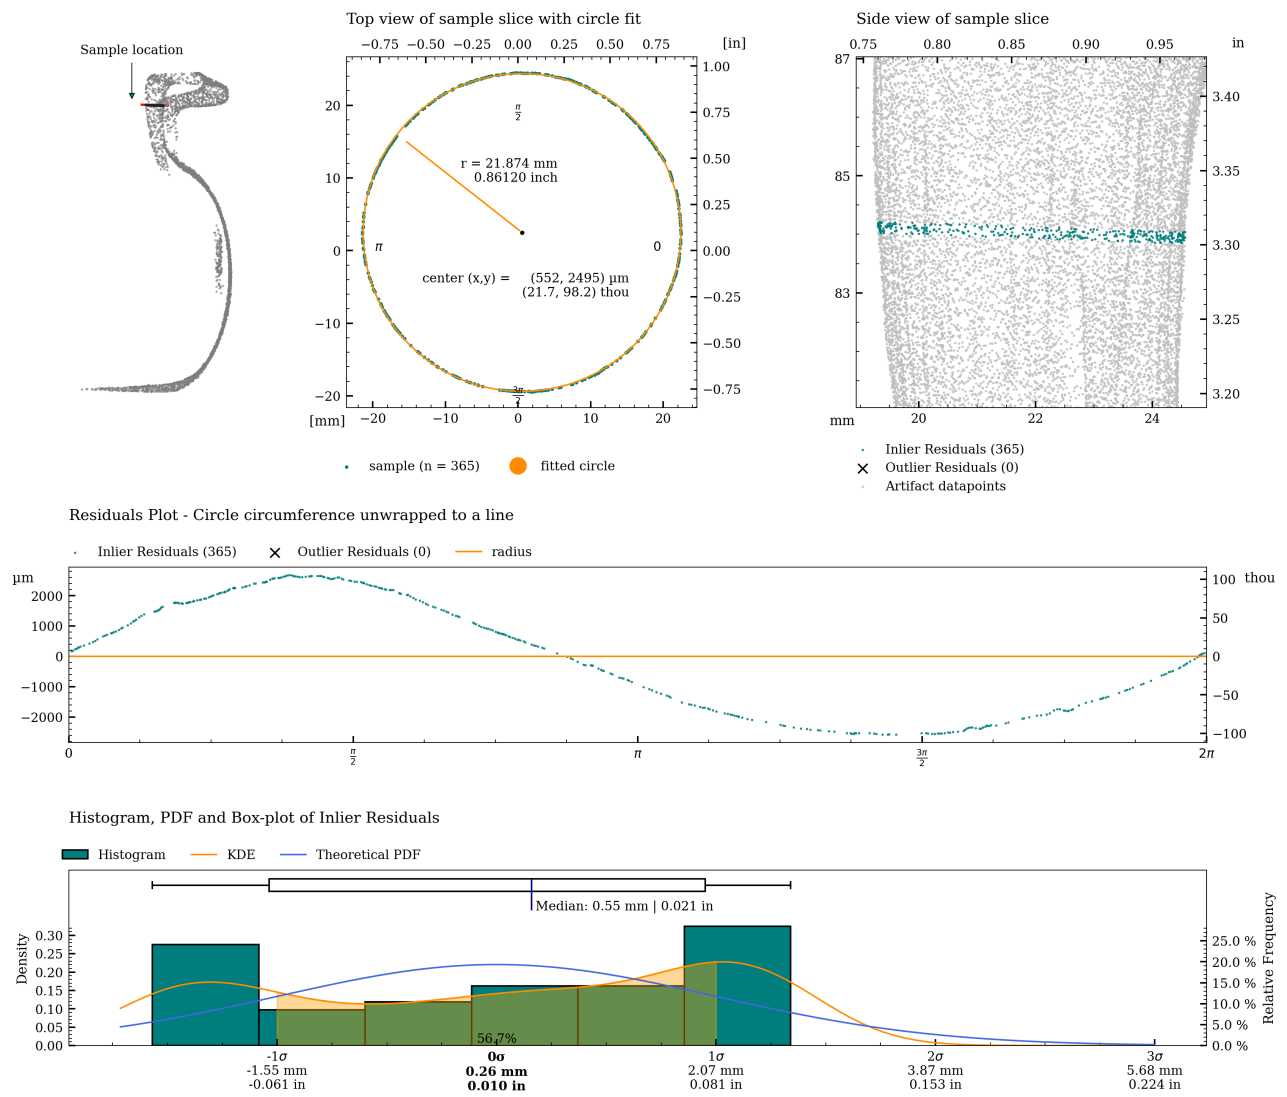 Top view of sample slice with circle fit
Side view of sample slice
Sample location
−0.75 −0.50 −0.25 0.00 0.25 0.50 0.75 [in]
0.75 0.80 0.85 0.90 0.95 in
20
10
0
−10
−20
1.00
0.75
0.50
0.25
0.00
−0.25
−0.50
−0.75
π/2
r = 21.874 mm
0.86120 inch
π
0
center (x,y) = (552, 2495) µm
(21.7, 98.2) thou
3π/2
[mm] −20 −10 0 10 20
87
85
83
3.40
3.35
3.30
3.25
3.20
mm 20 22 24
sample (n = 365) fitted circle
Inlier Residuals (365)
Outlier Residuals (0)
Artifact datapoints
Residuals Plot - Circle circumference unwrapped to a line
Inlier Residuals (365) Outlier Residuals (0) radius
µm
2000
1000
0
−1000
−2000
100 thou
50
0
−50
−100
0 π/2 π 3π/2 2π
Histogram, PDF and Box-plot of Inlier Residuals
Histogram KDE Theoretical PDF
Median: 0.55 mm | 0.021 in
Density
0.30
0.25
0.20
0.15
0.10
0.05
0.00
Relative Frequency
25.0 %
20.0 %
15.0 %
10.0 %
5.0 %
0.0 %
56.7%
-1σ 0σ 1σ 2σ 3σ
-1.55 mm 0.26 mm 2.07 mm 3.87 mm 5.68 mm
-0.061 in 0.010 in 0.081 in 0.153 in 0.224 in